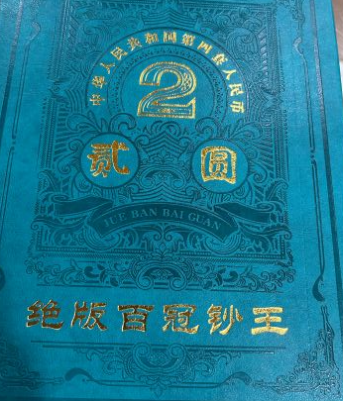 中华人民共和国第四套人民币
2
贰 圆
JUE BAN BAI GUAN
绝版百冠钞王